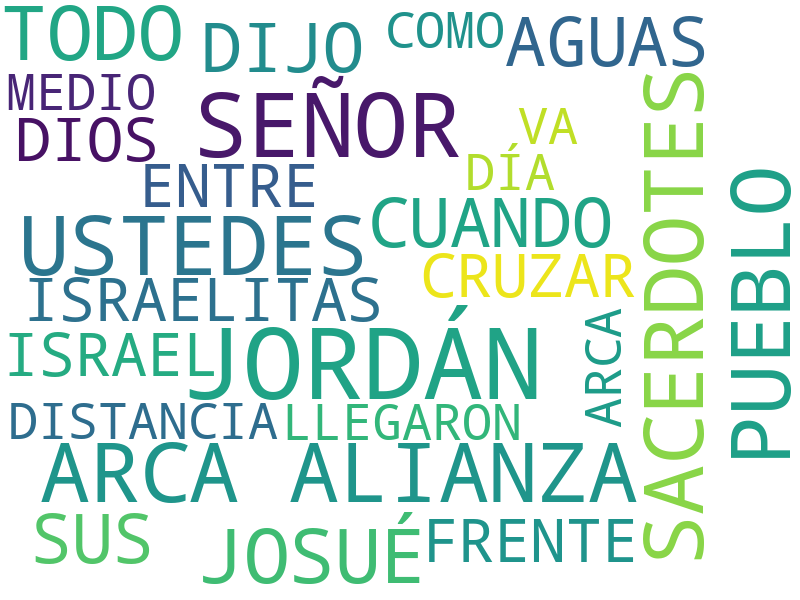 TODO
DIJO
COMO
AGUAS
MEDIO
DIOS
SEÑOR
VA
DÍA
ENTRE
USTEDES
CUANDO
CRUZAR
ISRAELITAS
ISRAEL
JORDÁN
ARCA
SACERDOTES
PUEBLO
DISTANCIA
LLEGARON
ARCA ALIANZA
SUS
JOSUÉ
FRENTE